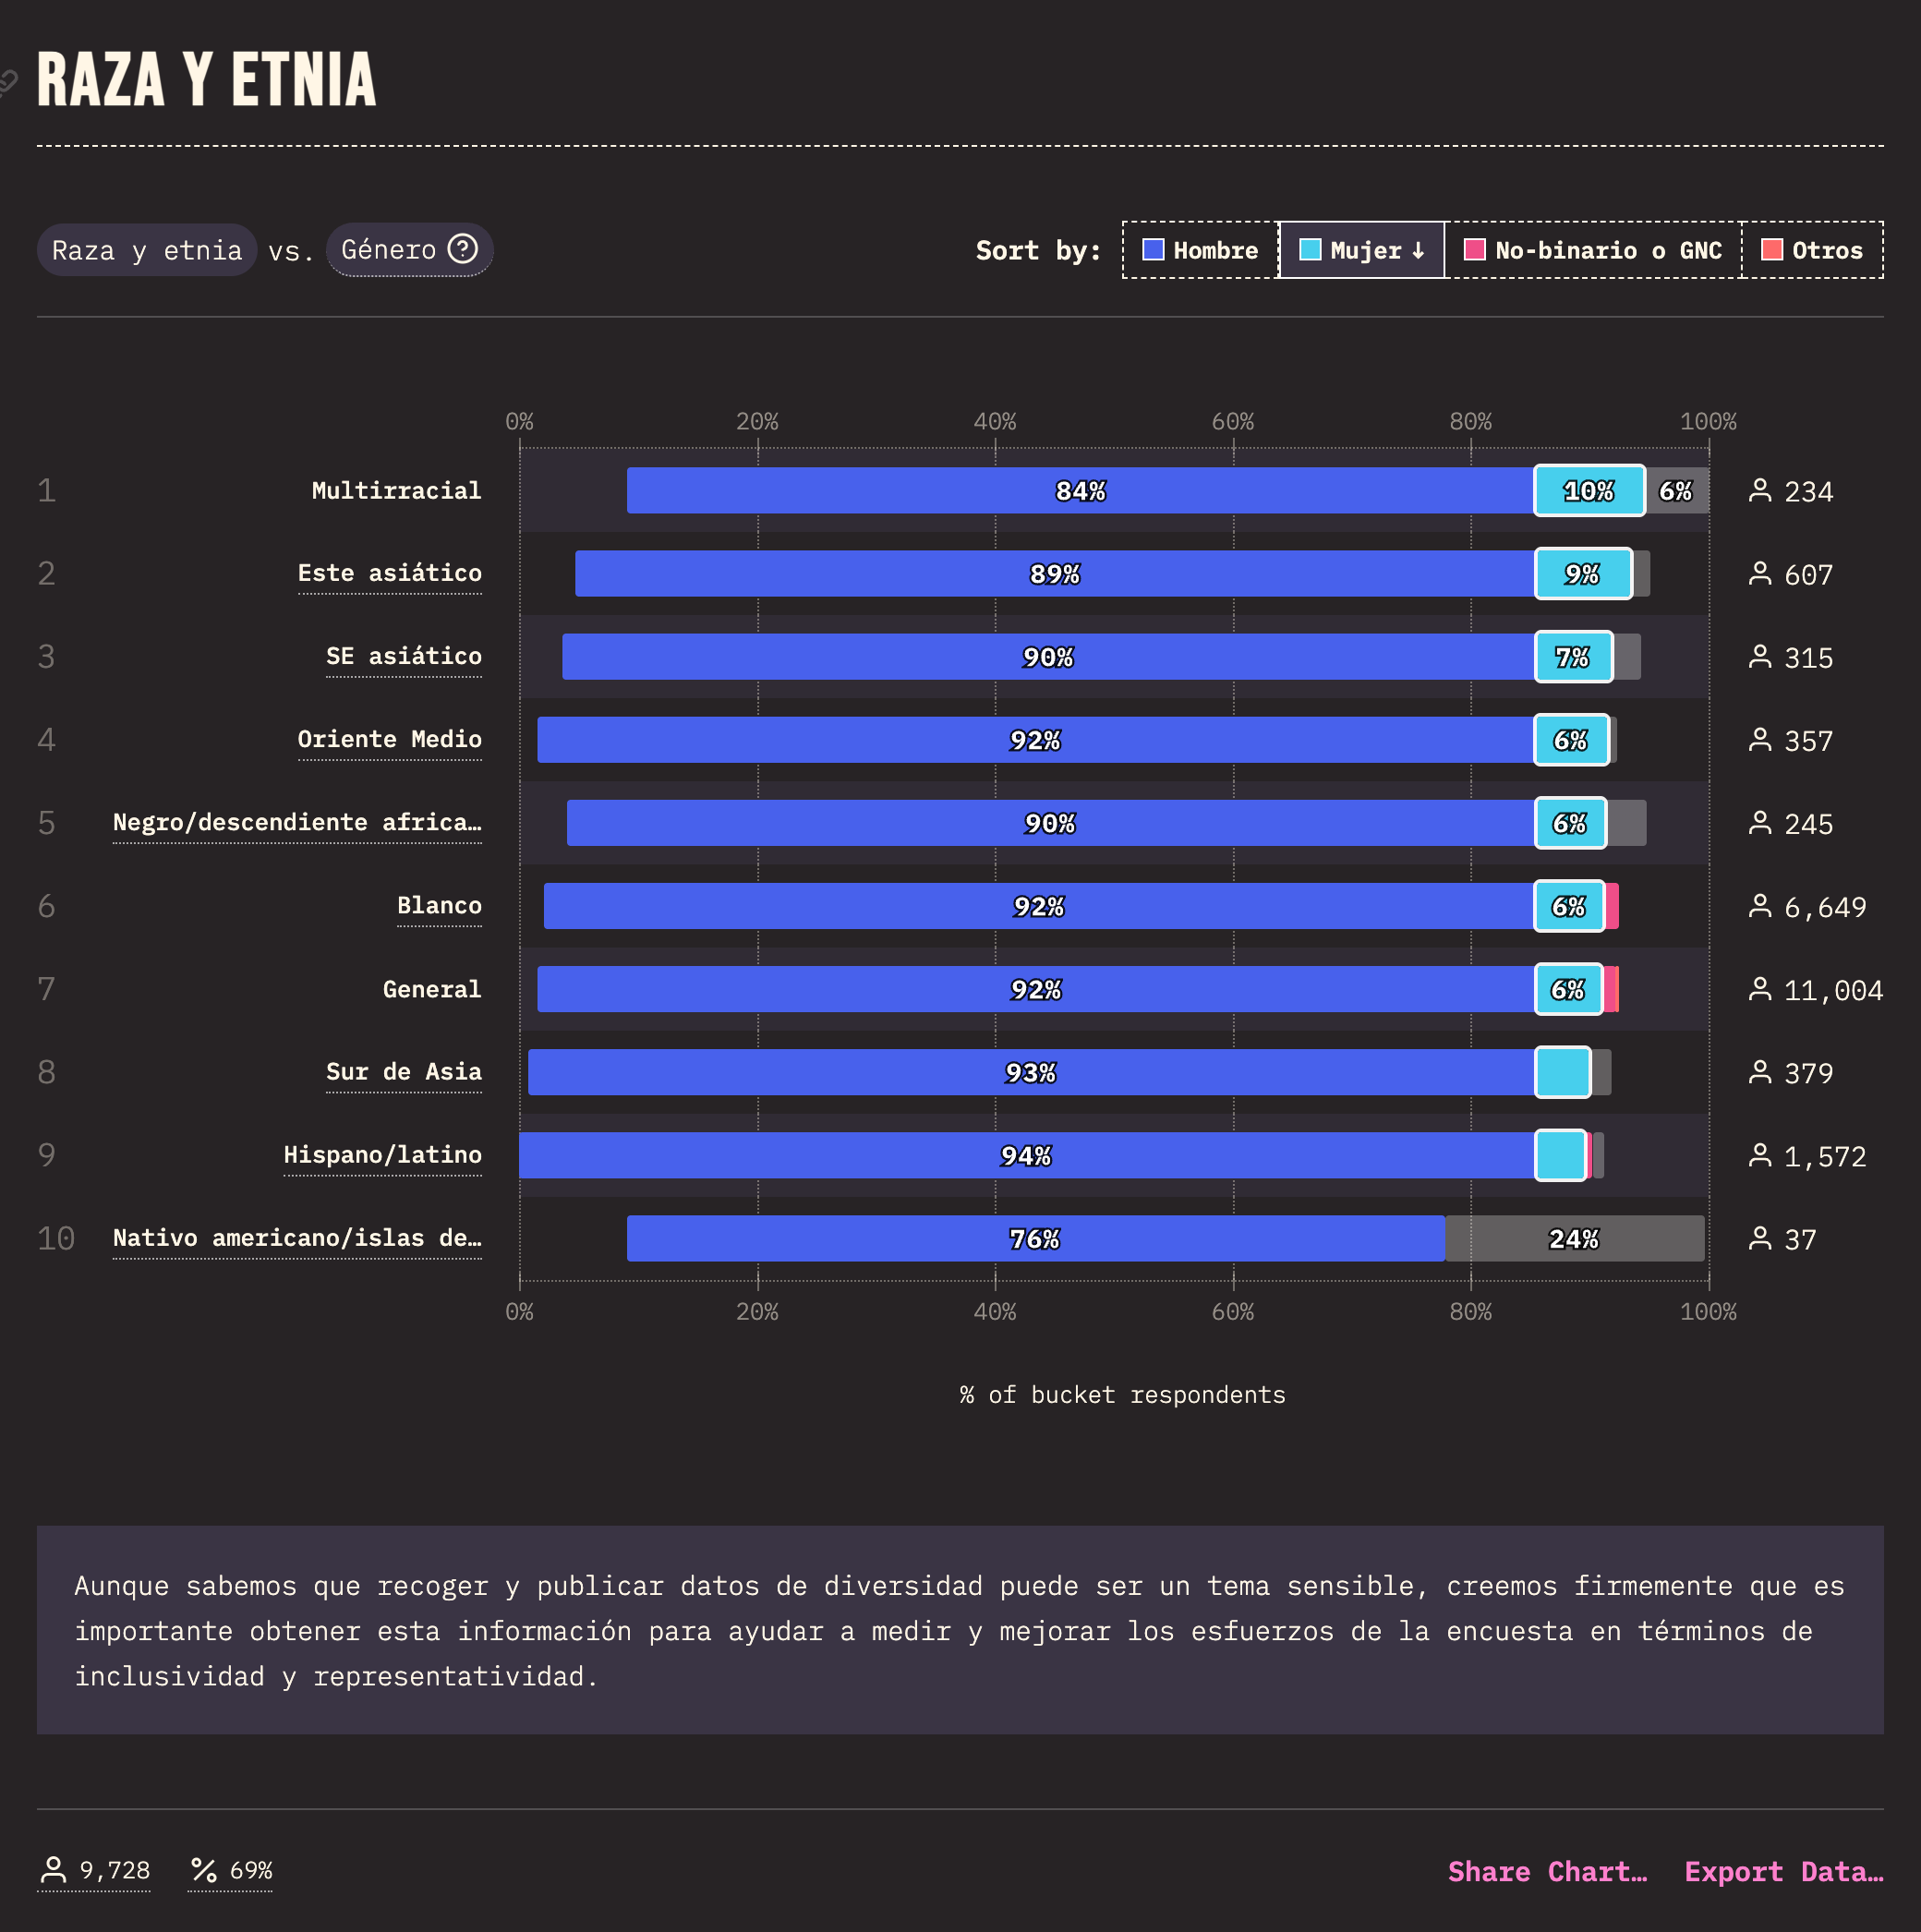 RAZA Y ETNIA
Raza y etnia vs. Género ?
Sort by: Hombre Mujer ↓ No-binario o GNC Otros
0% 20% 40% 60% 80% 100%
1 Multirracial 84% 10% 6% 234
2 Este asiático 89% 9% 607
3 SE asiático 90% 7% 315
4 Oriente Medio 92% 6% 357
5 Negro/descendiente africa… 90% 6% 245
6 Blanco 92% 6% 6,649
7 General 92% 6% 11,004
8 Sur de Asia 93% 379
9 Hispano/latino 94% 1,572
10 Nativo americano/islas de… 76% 24% 37
0% 20% 40% 60% 80% 100%
% of bucket respondents
Aunque sabemos que recoger y publicar datos de diversidad puede ser un tema sensible, creemos firmemente que es
importante obtener esta información para ayudar a medir y mejorar los esfuerzos de la encuesta en términos de
inclusividad y representatividad.
9,728 % 69% Share Chart… Export Data…